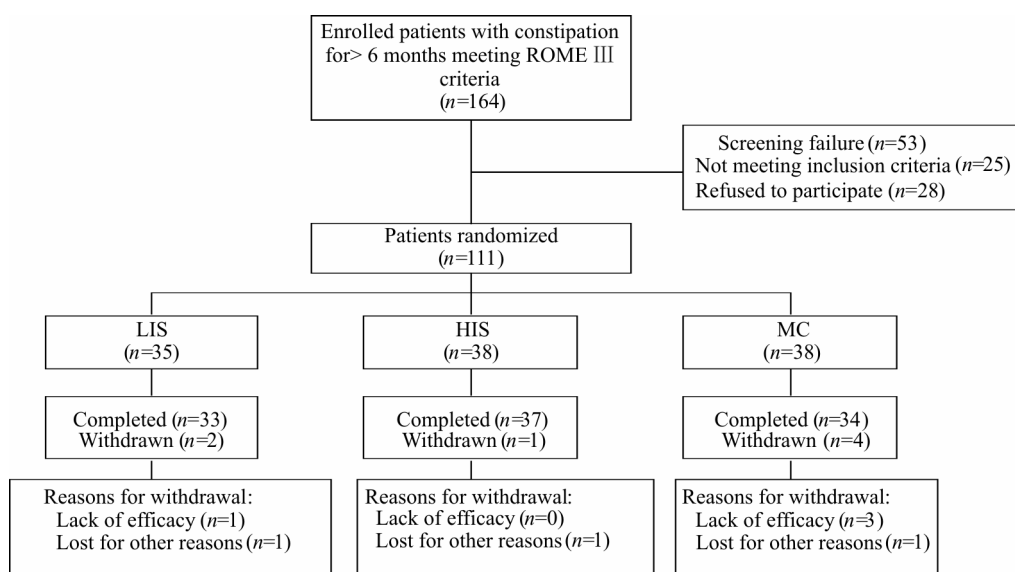 Enrolled patients with constipation
for> 6 months meeting ROME III
criteria
(n=164)
Screening failure (n=53)
Not meeting inclusion criteria (n=25)
Refused to participate (n=28)
Patients randomized
(n=111)
LIS
(n=35)
HIS
(n=38)
MC
(n=38)
Completed (n=33)
Withdrawn (n=2)
Completed (n=37)
Withdrawn (n=1)
Completed (n=34)
Withdrawn (n=4)
Reasons for withdrawal:
Lack of efficacy (n=1)
Lost for other reasons (n=1)
Reasons for withdrawal:
Lack of efficacy (n=0)
Lost for other reasons (n=1)
Reasons for withdrawal:
Lack of efficacy (n=3)
Lost for other reasons (n=1)